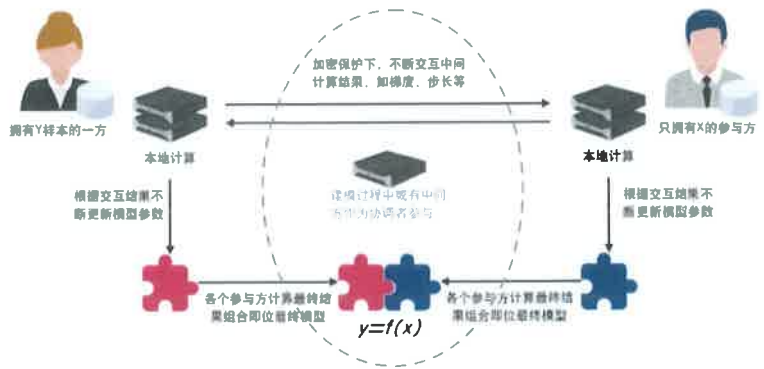 加密保护下，不断交互中间
计算结果，如梯度、步长等
拥有Y样本的一方
只拥有X的参与方
本地计算
本地计算
根据交互结果不
断更新模型参数
建模过程中或有中间
方作为协调者参与
根据交互结果不
断更新模型参数
各个参与方计算最终结
果组合即位最终模型
各个参与方计算最终结
果组合即位最终模型
y=f(x)